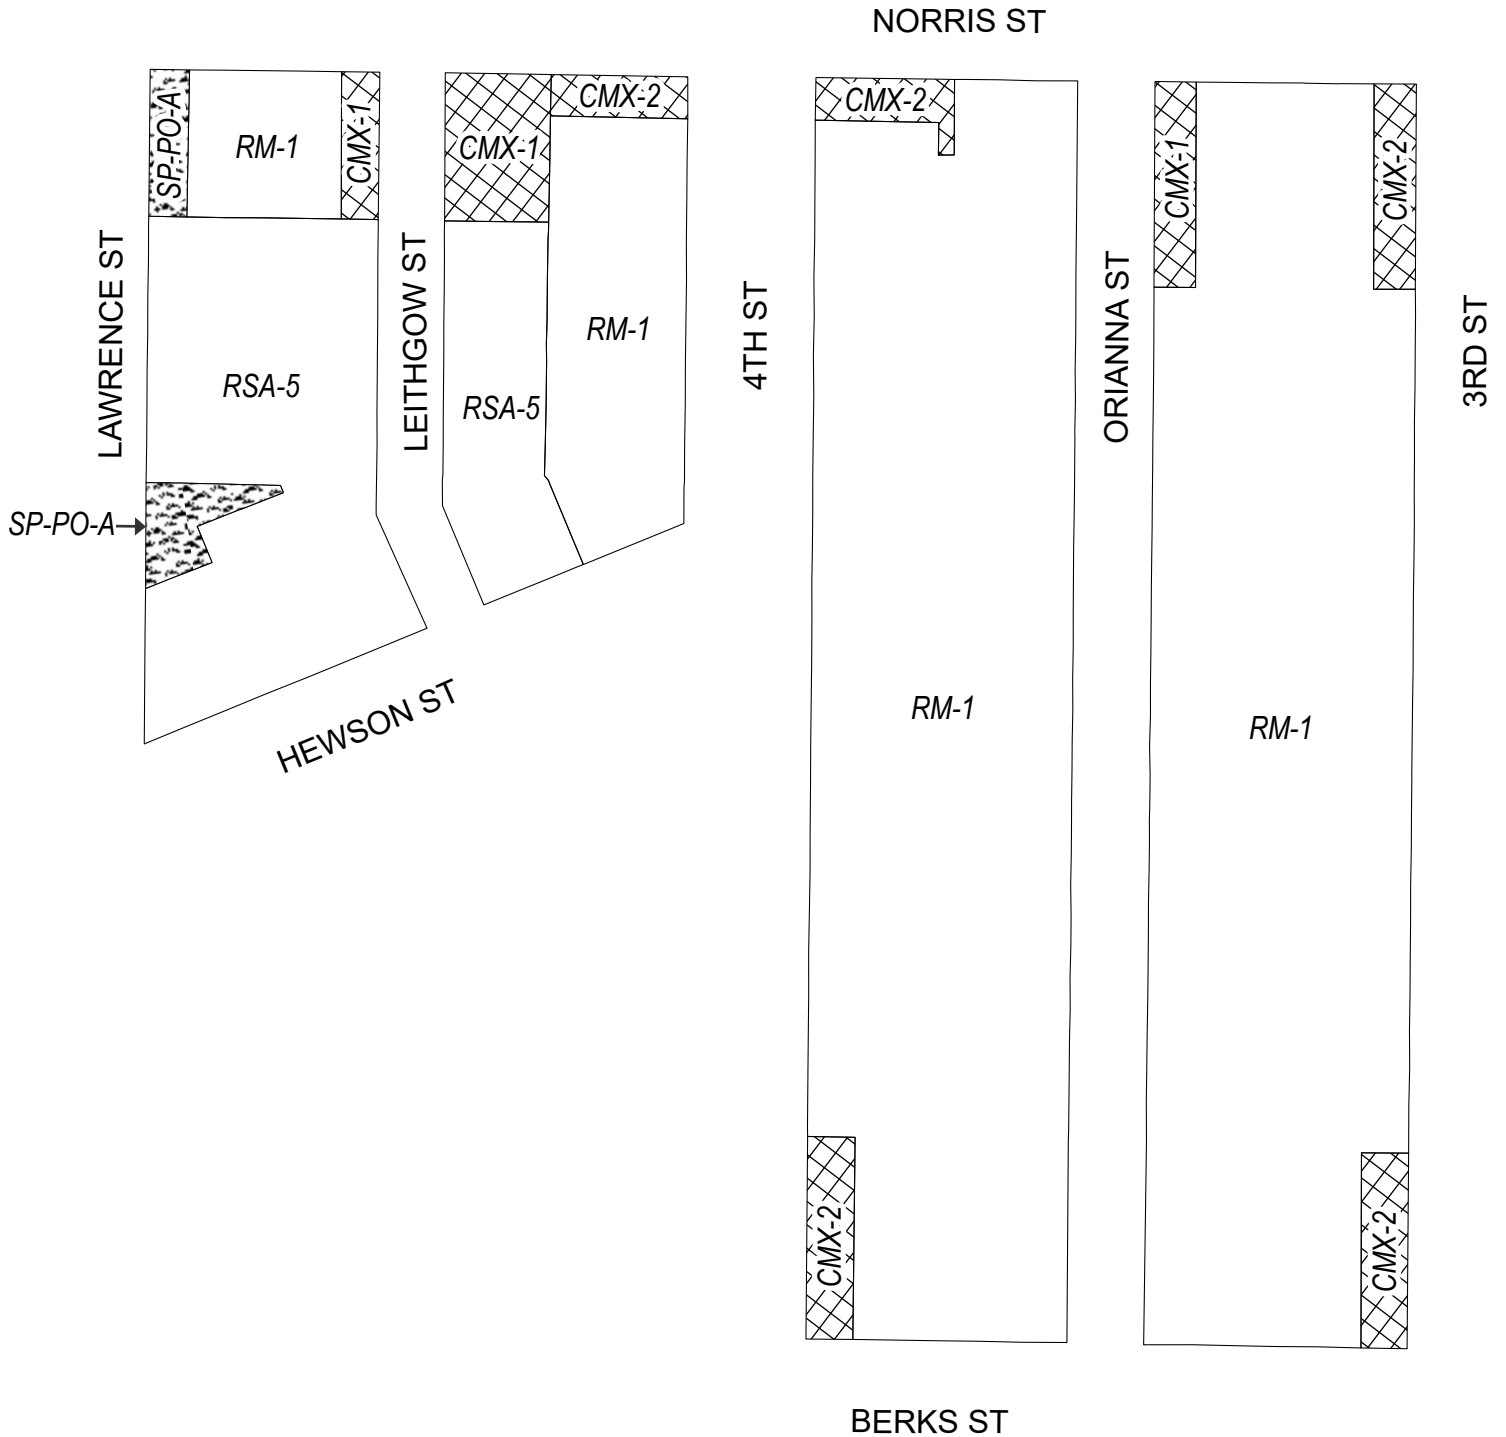 NORRIS ST
SP-PO-A
RM-1
CMX-1
CMX-1
CMX-2
CMX-2
CMX-1
CMX-2
LAWRENCE ST
RSA-5
LEITHGOW ST
RSA-5
RM-1
4TH ST
ORIANNA ST
3RD ST
SP-PO-A
HEWSON ST
RM-1
RM-1
CMX-2
CMX-2
BERKS ST